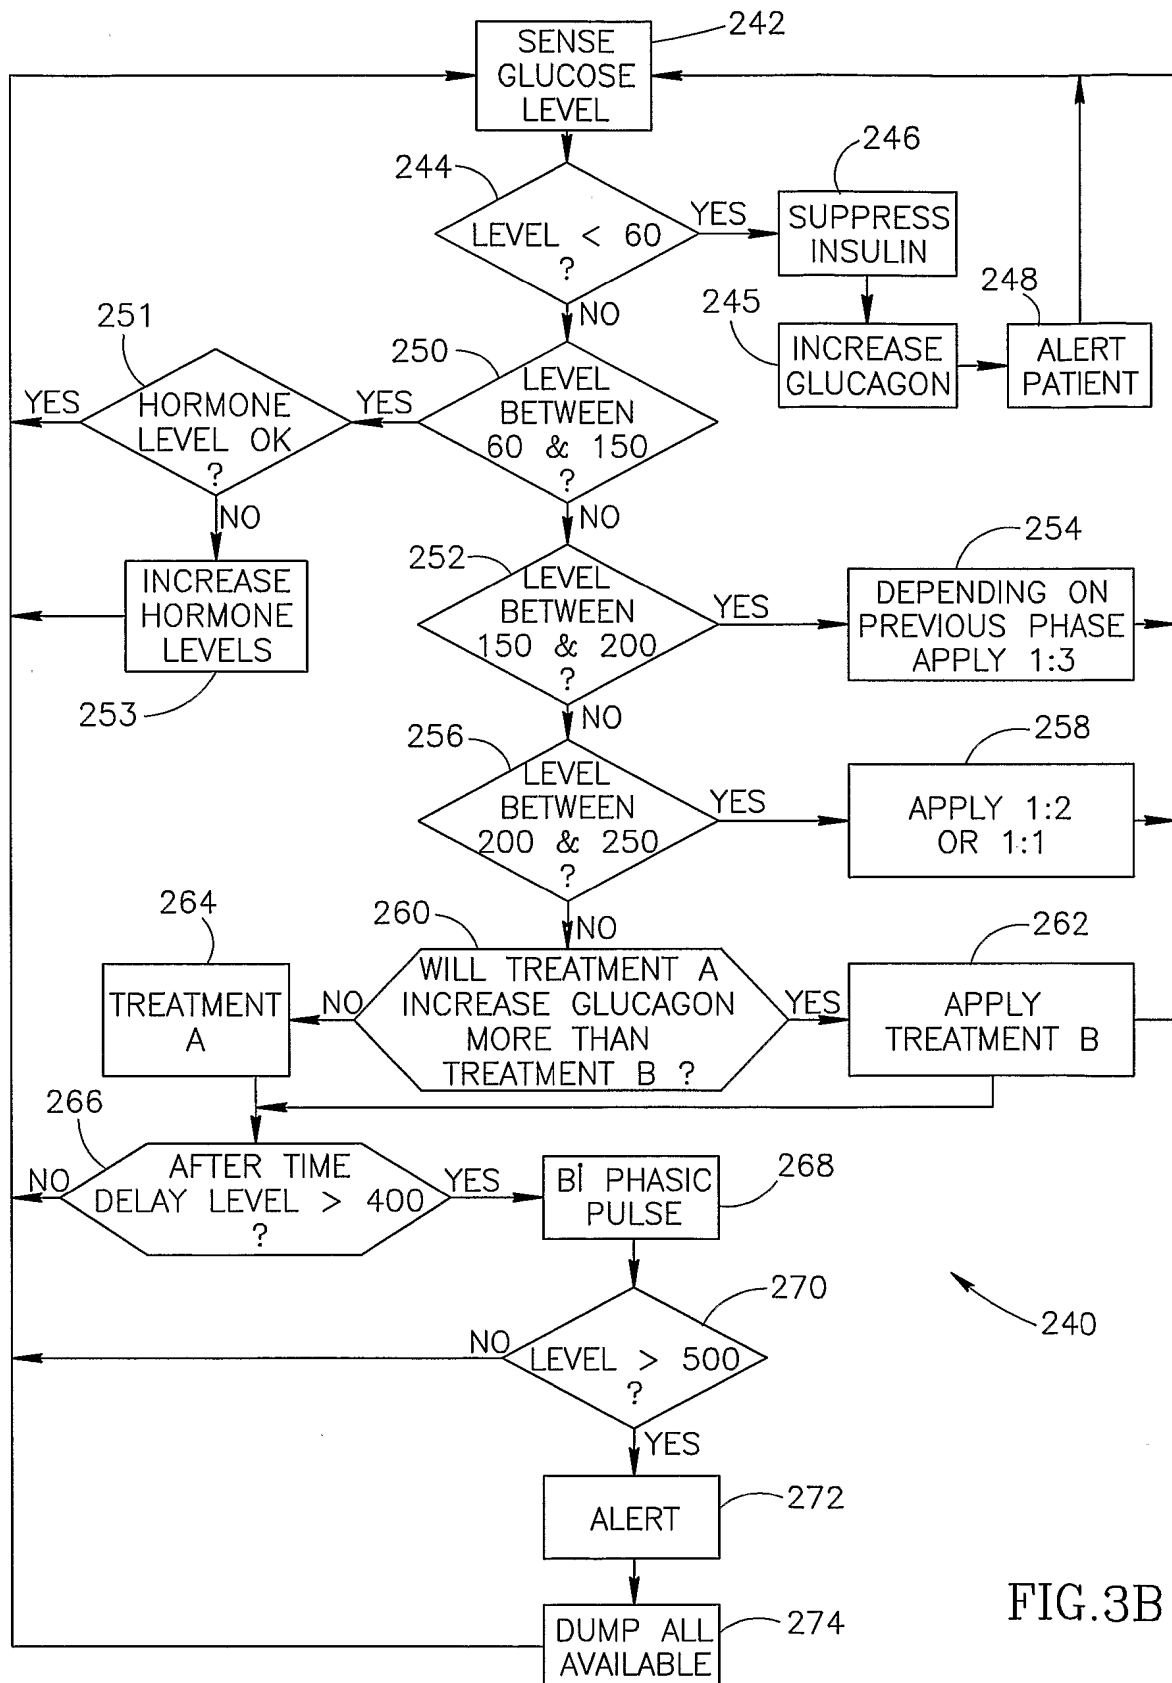 242
SENSE
GLUCOSE
LEVEL
244
LEVEL < 60
?
YES
NO
246
SUPPRESS
INSULIN
245
INCREASE
GLUCAGON
248
ALERT
PATIENT
251
YES
HORMONE
LEVEL OK
?
NO
250
YES
LEVEL
BETWEEN
60 & 150
?
NO
INCREASE
HORMONE
LEVELS
253
252
LEVEL
BETWEEN
150 & 200
?
YES
NO
254
DEPENDING ON
PREVIOUS PHASE
APPLY 1:3
256
LEVEL
BETWEEN
200 & 250
?
YES
NO
258
APPLY 1:2
OR 1:1
264
TREATMENT
A
260
NO
WILL TREATMENT A
INCREASE GLUCAGON
MORE THAN
TREATMENT B ?
YES
262
APPLY
TREATMENT B
266
NO
AFTER TIME
DELAY LEVEL > 400
?
YES
BI PHASIC
PULSE
268
270
NO
LEVEL > 500
?
YES
240
ALERT
272
DUMP ALL
AVAILABLE
274
FIG.3B